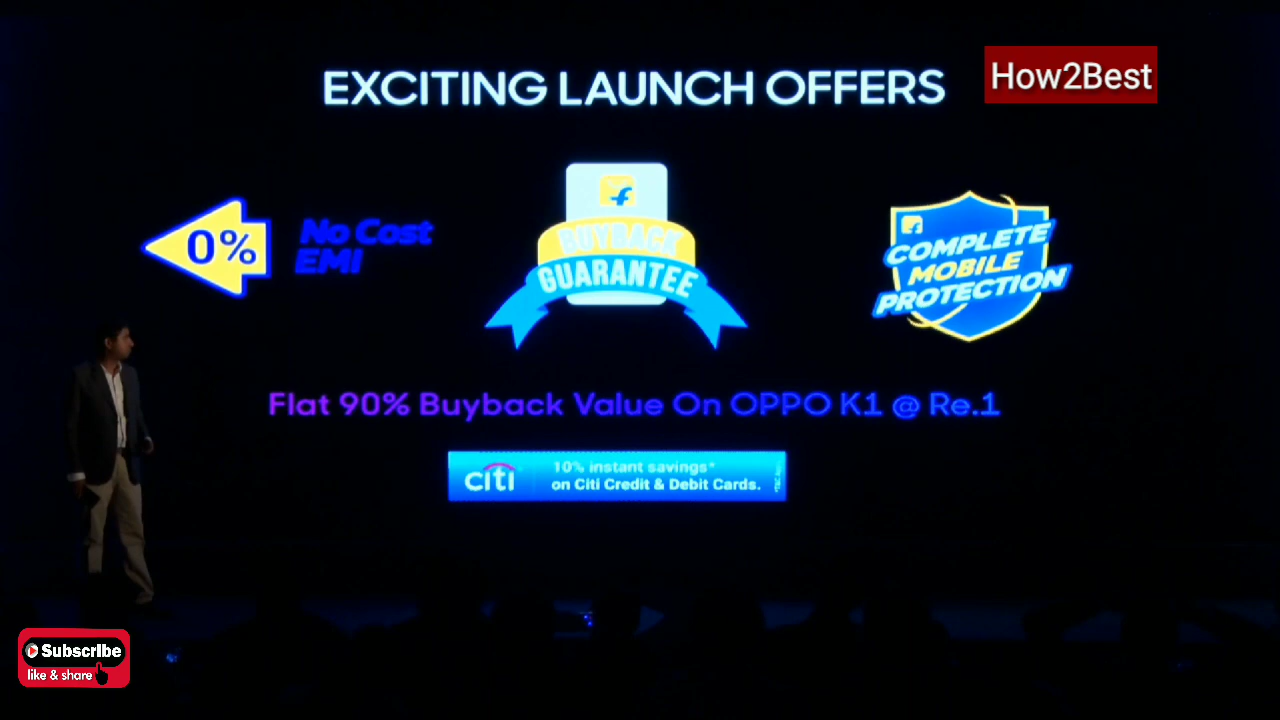 EXCITING LAUNCH OFFERS
How2Best
0%
No Cost
EMI
BUYBACK
GUARANTEE
COMPLETE
MOBILE
PROTECTION
Flat 90% Buyback Value On OPPO K1 @ Re.1
citi
10% instant savings*
on Citi Credit & Debit Cards.
Subscribe
like & share